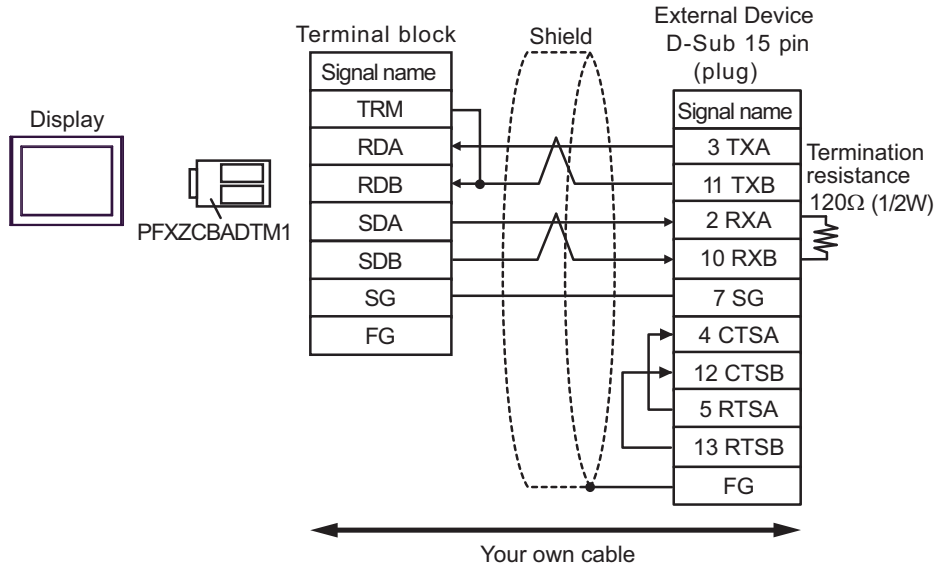 Display
PFXZCBADTM1
Terminal block
Signal name
TRM
RDA
RDB
SDA
SDB
SG
FG
Shield
External Device
D-Sub 15 pin
(plug)
Signal name
3 TXA
11 TXB
2 RXA
10 RXB
7 SG
4 CTSA
12 CTSB
5 RTSA
13 RTSB
FG
Termination
resistance
120Ω (1/2W)
Your own cable